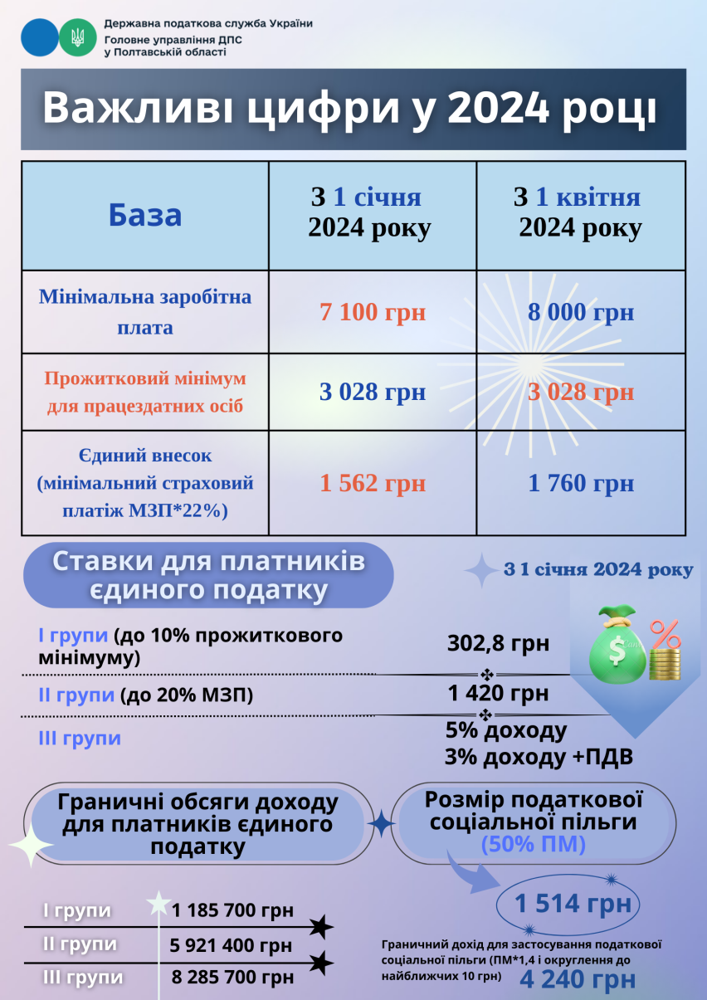 Державна податкова служба України
Головне управління ДПС
у Полтавській області
Важливі цифри у 2024 році
База
З 1 січня
2024 року
З 1 квітня
2024 року
Мінімальна заробітна
плата
7 100 грн
8 000 грн
Прожитковий мінімум
для працездатних осіб
3 028 грн
3 028 грн
Єдиний внесок
(мінімальний страховий
платіж МЗП*22%)
1 562 грн
1 760 грн
Ставки для платників
єдиного податку
З 1 січня 2024 року
І групи (до 10% прожиткового
мінімуму)
302,8 грн
ІІ групи (до 20% МЗП)
1 420 грн
ІІІ групи
5% доходу
3% доходу +ПДВ
Граничні обсяги доходу
для платників єдиного
податку
Розмір податкової
соціальної пільги
(50% ПМ)
1 514 грн
І групи
1 185 700 грн
ІІ групи
5 921 400 грн
ІІІ групи
8 285 700 грн
Граничний дохід для застосування податкової
соціальної пільги (ПМ*1,4 і округлення до
найближчих 10 грн)
4 240 грн